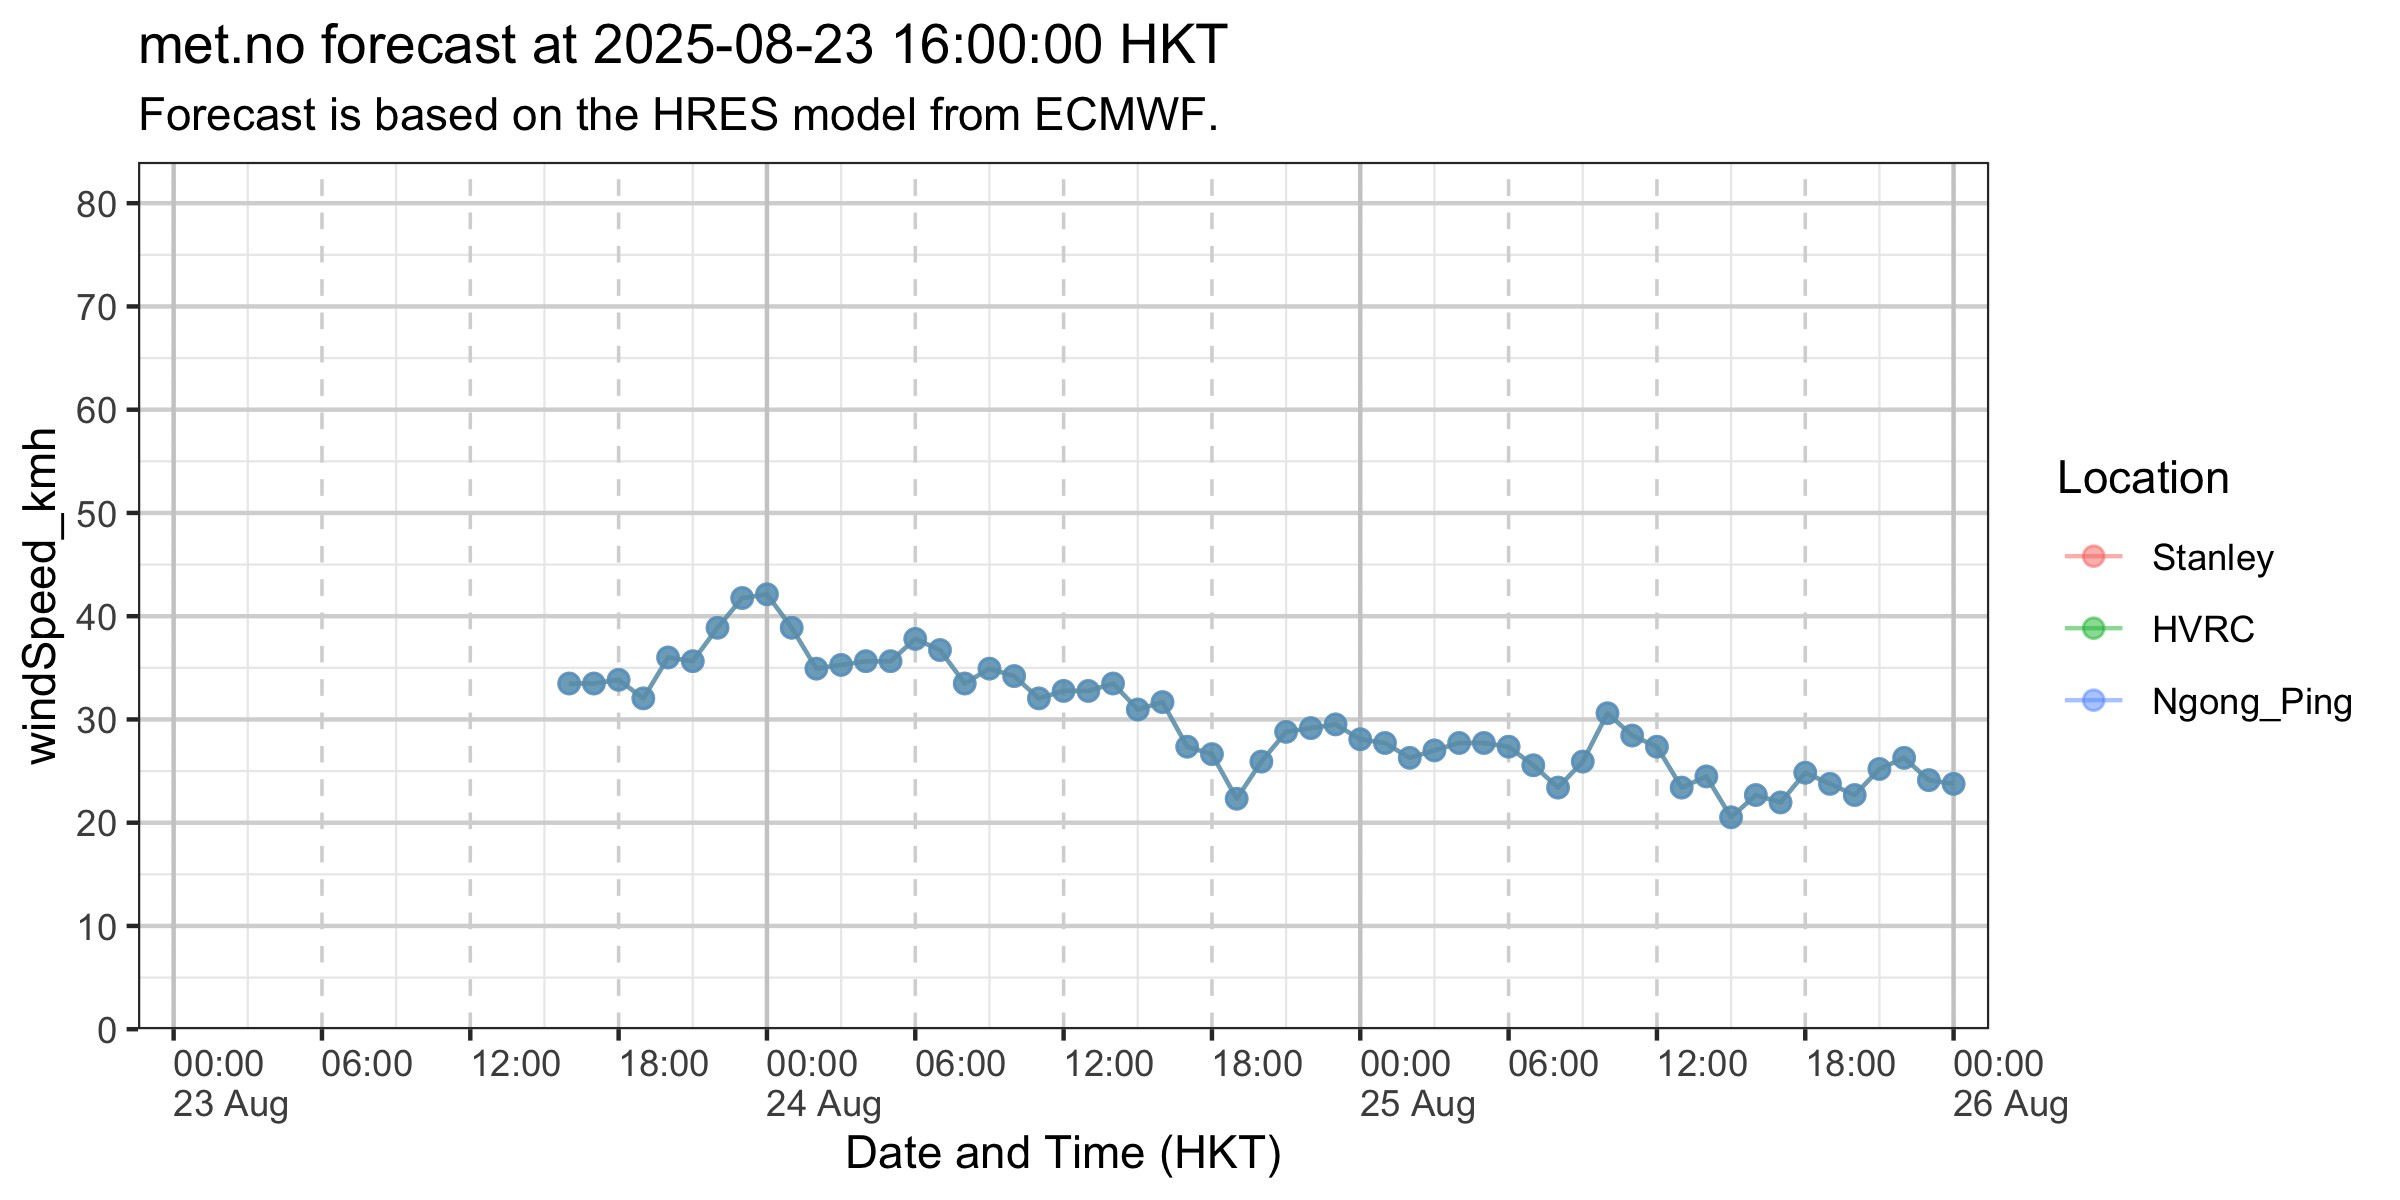 met.no forecast at 2025-08-23 16:00:00 HKT
Forecast is based on the HRES model from ECMWF.
windSpeed_kmh
80
70
60
50
40
30
20
10
0
00:00 06:00 12:00 18:00 00:00 06:00 12:00 18:00 00:00 06:00 12:00 18:00 00:00
23 Aug 24 Aug 25 Aug 26 Aug
Date and Time (HKT)
Location
Stanley
HVRC
Ngong_Ping